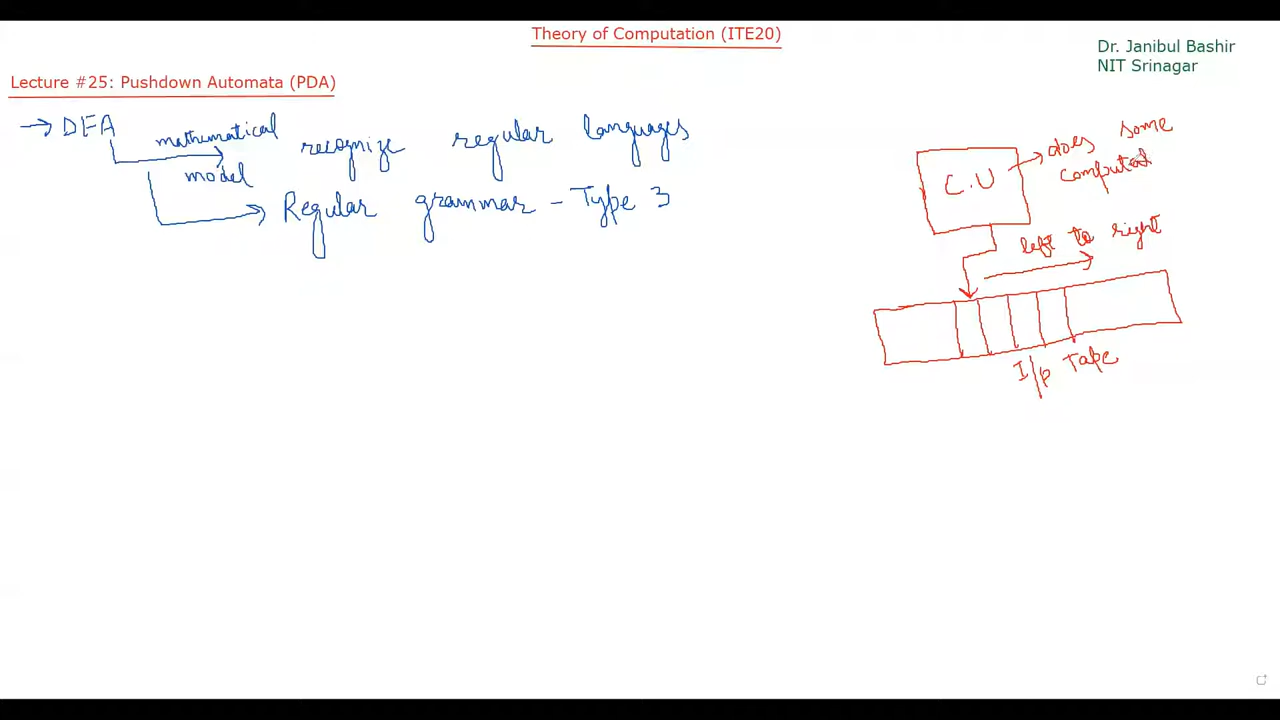 Theory of Computation (ITE20)
Dr. Janibul Bashir
NIT Srinagar
Lecture #25: Pushdown Automata (PDA)
→ DFA mathematical recognize regular languages
model
Regular grammar - Type 3
C.U
does some
computat
left to right
I/p Tape